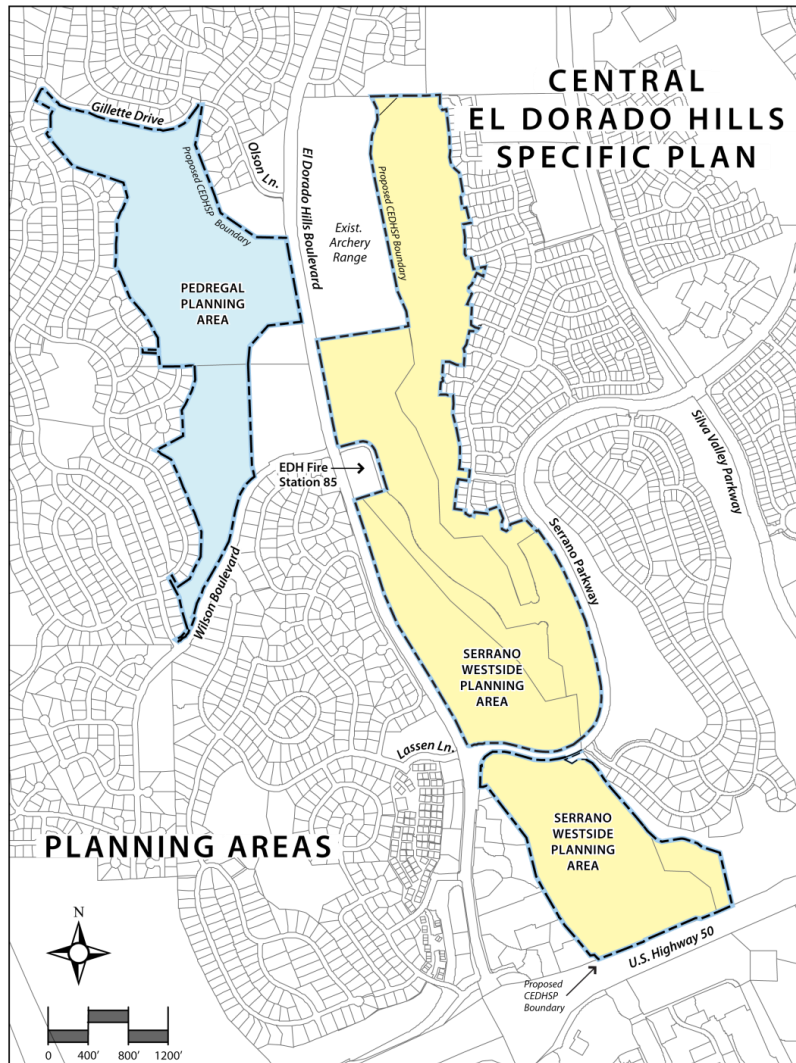 CENTRAL
EL DORADO HILLS
SPECIFIC PLAN
Gillette Drive
Olson Ln.
El Dorado Hills Boulevard
Proposed CEDHSP
Boundary
Proposed CEDHSP Boundary
Exist.
Archery
Range
PEDREGAL
PLANNING
AREA
Silva Valley Parkway
EDH Fire
Station 85
Serrano Parkway
Wilson Boulevard
SERRANO
WESTSIDE
PLANNING
AREA
Lassen Ln.
SERRANO
WESTSIDE
PLANNING
AREA
PLANNING AREAS
N
U.S. Highway 50
Proposed
CEDHSP
Boundary
0 400' 800' 1200'